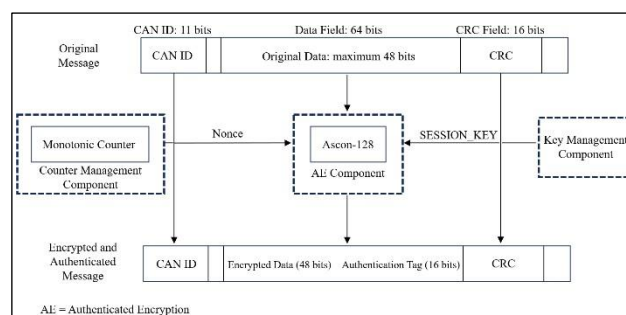 CAN ID: 11 bits Data Field: 64 bits CRC Field: 16 bits
Original
Message
CAN ID Original Data: maximum 48 bits CRC
Monotonic Counter
Counter Management
Component
Nonce
Ascon-128
AE Component
SESSION_KEY
Key Management
Component
Encrypted and
Authenticated
Message
CAN ID Encrypted Data (48 bits) Authentication Tag (16 bits) CRC
AE = Authenticated Encryption